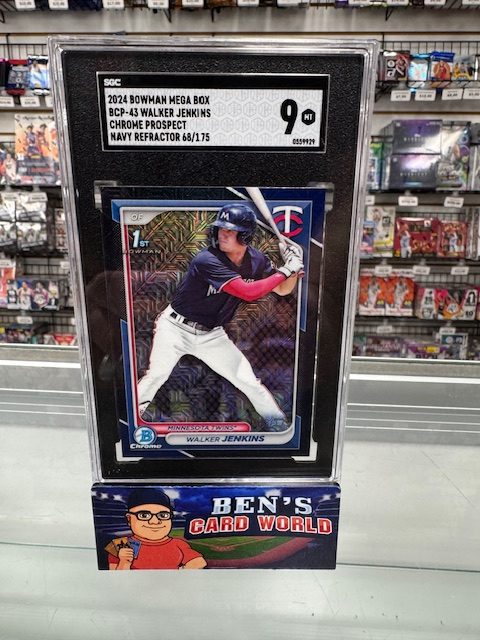 SGC
2024 BOWMAN MEGA BOX
BCP-43 WALKER JENKINS
CHROME PROSPECT
NAVY REFRACTOR 68/175
9 MT
0559929
OF
1ST
BOWMAN
M
TC
B
Chrome
MINNESOTA TWINS
WALKER JENKINS
BEN'S
CARD WORLD